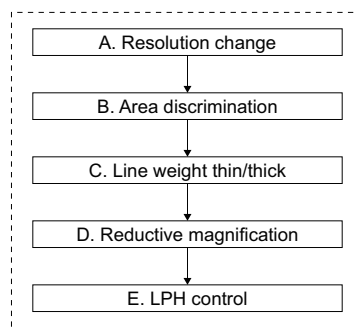 A. Resolution change
B. Area discrimination
C. Line weight thin/thick
D. Reductive magnification
E. LPH control